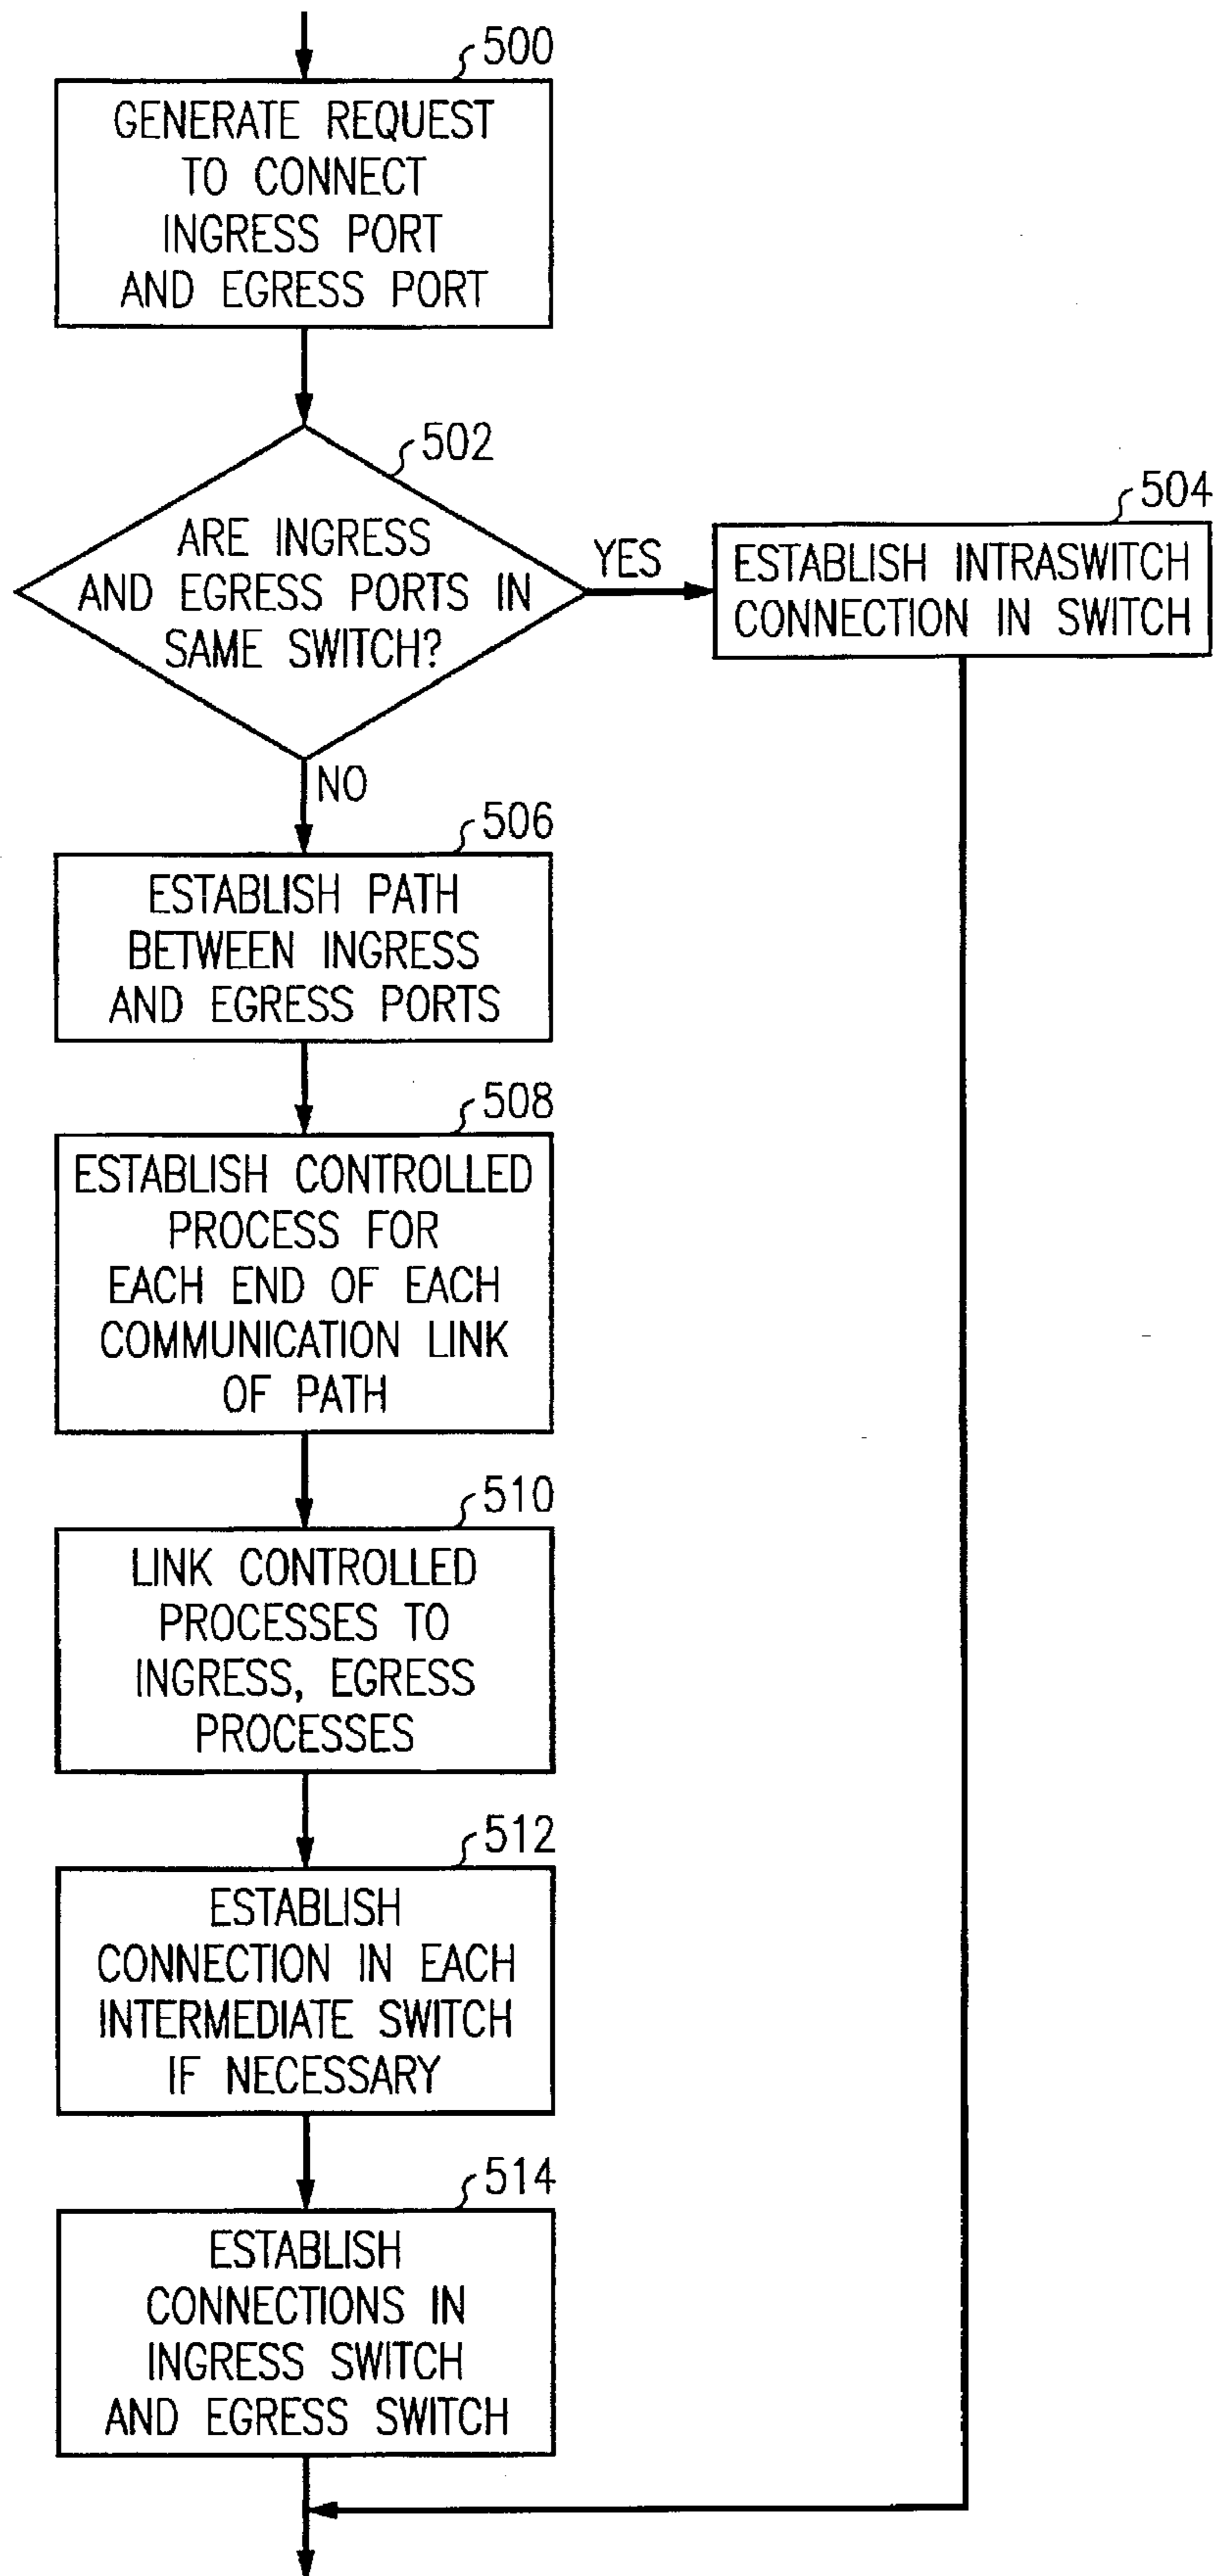 500
GENERATE REQUEST
TO CONNECT
INGRESS PORT
AND EGRESS PORT
502
ARE INGRESS
AND EGRESS PORTS IN
SAME SWITCH?
YES
504
ESTABLISH INTRASWITCH
CONNECTION IN SWITCH
NO
506
ESTABLISH PATH
BETWEEN INGRESS
AND EGRESS PORTS
508
ESTABLISH CONTROLLED
PROCESS FOR
EACH END OF EACH
COMMUNICATION LINK
OF PATH
510
LINK CONTROLLED
PROCESSES TO
INGRESS, EGRESS
PROCESSES
512
ESTABLISH
CONNECTION IN EACH
INTERMEDIATE SWITCH
IF NECESSARY
514
ESTABLISH
CONNECTIONS IN
INGRESS SWITCH
AND EGRESS SWITCH